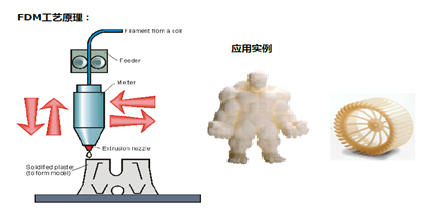 FDM工艺原理：
Filament from a coil
Feeder
应用实例
Melter
Extrusion nozzle
Solidified plaster
(to form model)